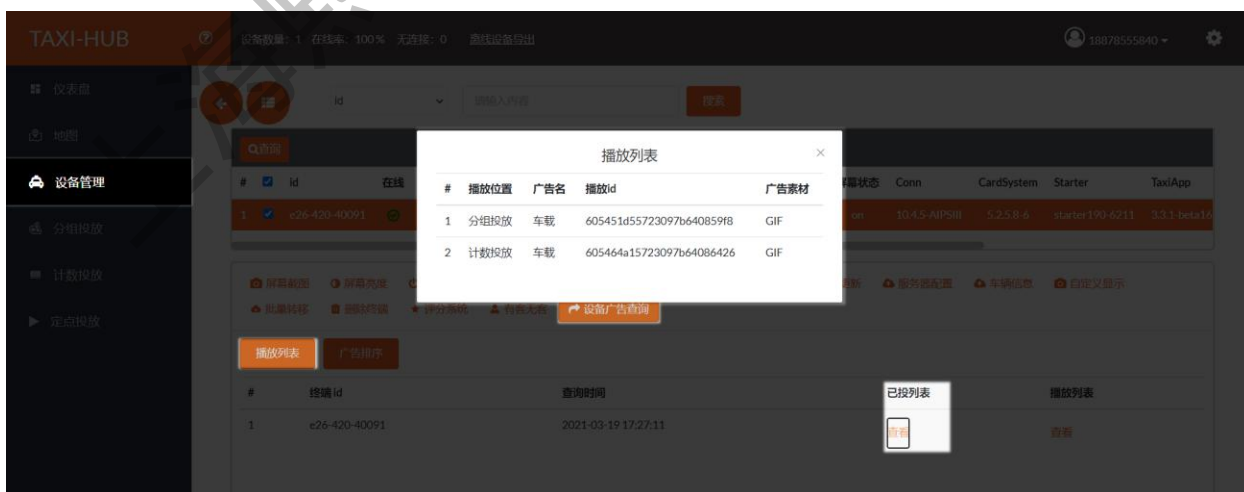 TAXI-HUB
设备数量: 1 在线率: 100% 无连接: 0 离线设备导出
18878555840
仪表盘
id 请输入内容 搜索
地图
播放列表 ×
查询
设备管理
# id 在线 屏幕状态 Conn CardSystem Starter TaxiApp
# 播放位置 广告名 播放id 广告素材
1 e26-420-40091 on 10.4.5-AIPSIII 5.2.5.8-6 starter190-6211 3.3.1-beta16
1 分组投放 车载 605451d55723097b640859f8 GIF
分组投放
2 计数投放 车载 605464a15723097b64086426 GIF
计数投放
屏幕截图 屏幕亮度 服务器配置 车辆信息 自定义显示
批量转移 评分系统 有客无客 设备广告查询
定点投放
播放列表 广告排序
# 终端id 查询时间 已投列表 播放列表
1 e26-420-40091 2021-03-19 17:27:11 查看 查看